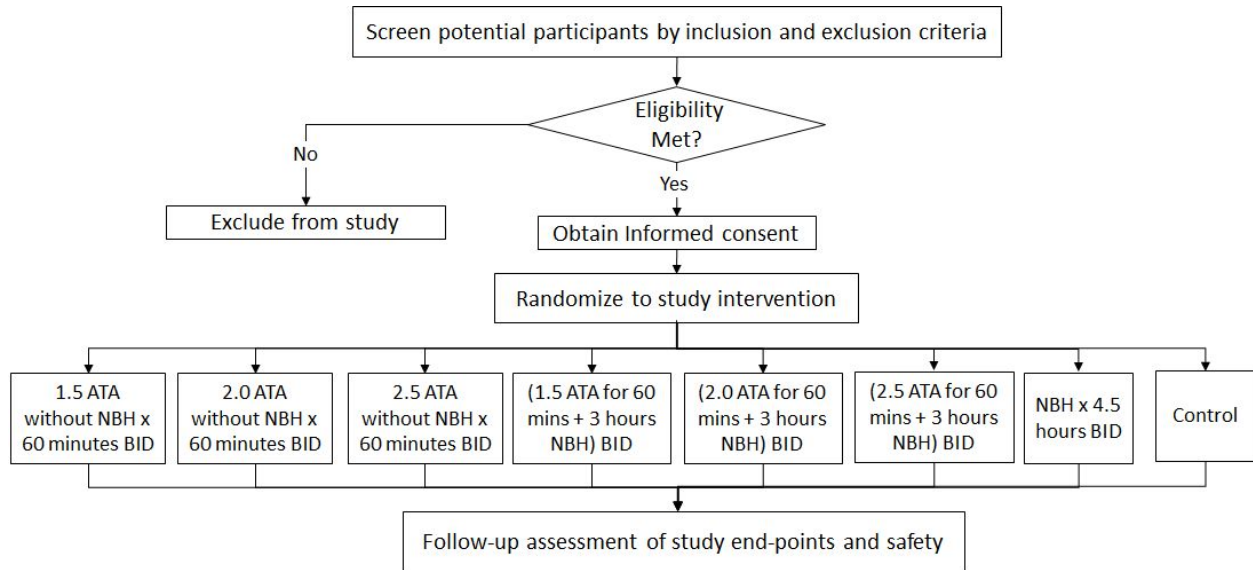 Screen potential participants by inclusion and exclusion criteria
Eligibility
Met?
No
Yes
Exclude from study
Obtain Informed consent
Randomize to study intervention
1.5 ATA
without NBH x
60 minutes BID
2.0 ATA
without NBH x
60 minutes BID
2.5 ATA
without NBH x
60 minutes BID
(1.5 ATA for 60
mins + 3 hours
NBH) BID
(2.0 ATA for 60
mins + 3 hours
NBH) BID
(2.5 ATA for 60
mins + 3 hours
NBH) BID
NBH x 4.5
hours BID
Control
Follow-up assessment of study end-points and safety